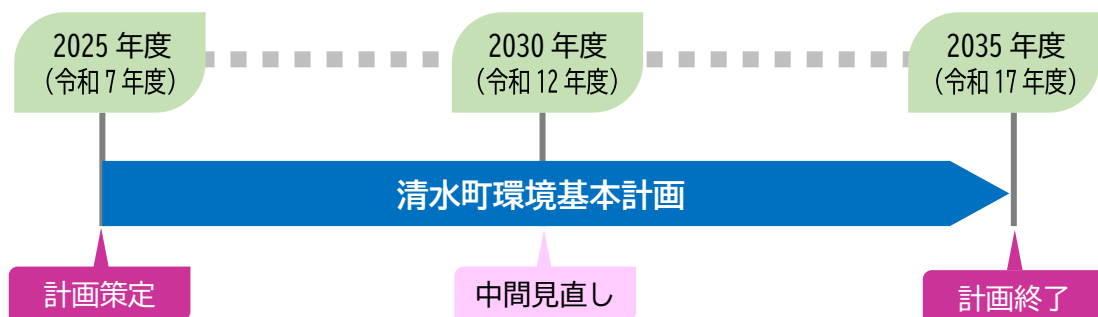 2025 年度
（令和 7 年度）
2030 年度
（令和 12 年度）
2035 年度
（令和 17 年度）
清水町環境基本計画
計画策定
中間見直し
計画終了